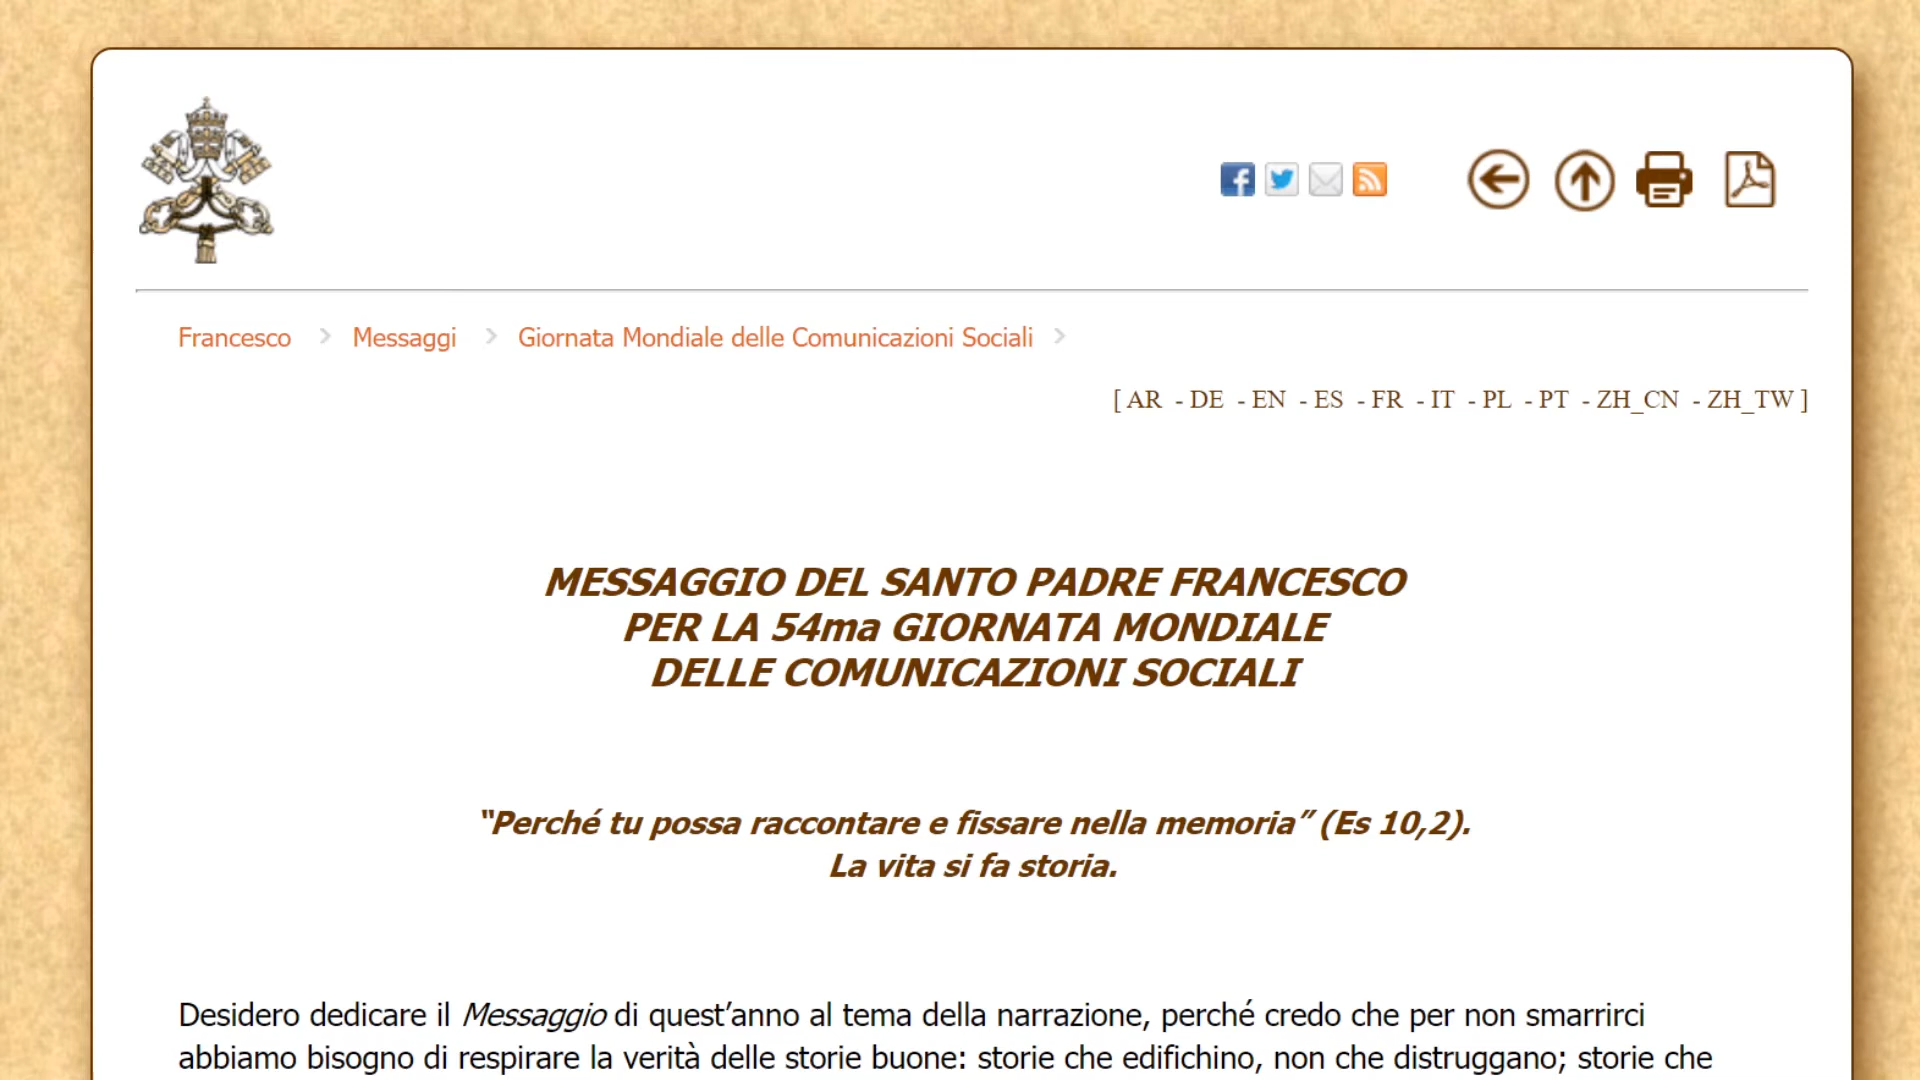 Francesco > Messaggi > Giornata Mondiale delle Comunicazioni Sociali >
[ AR - DE - EN - ES - FR - IT - PL - PT - ZH_CN - ZH_TW ]
MESSAGGIO DEL SANTO PADRE FRANCESCO
PER LA 54ma GIORNATA MONDIALE
DELLE COMUNICAZIONI SOCIALI
“Perché tu possa raccontare e fissare nella memoria” (Es 10,2).
La vita si fa storia.
Desidero dedicare il Messaggio di quest’anno al tema della narrazione, perché credo che per non smarrirci
abbiamo bisogno di respirare la verità delle storie buone: storie che edifichino, non che distruggano; storie che